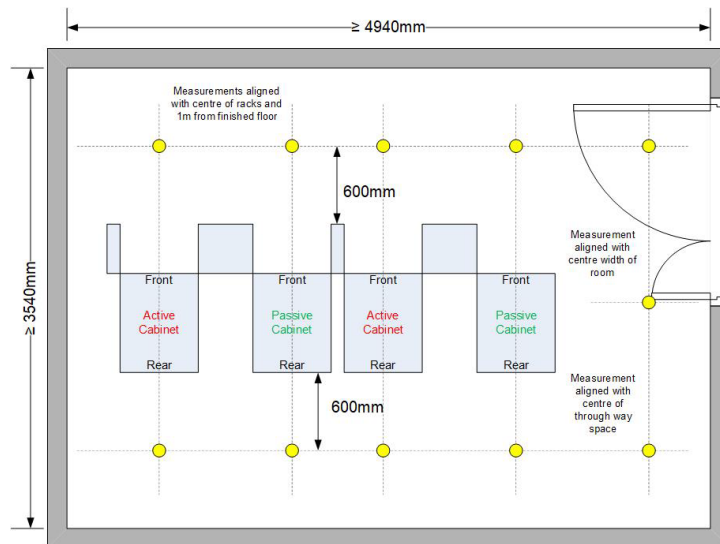 ≥ 4940mm
Measurements aligned
with centre of racks and
1m from finished floor
600mm
≥ 3540mm
Measurement
aligned with
centre width of
room
Front
Front
Front
Front
Active
Cabinet
Passive
Cabinet
Active
Cabinet
Passive
Cabinet
Rear
Rear
Rear
Rear
Measurement
aligned with
centre of
through way
space
600mm